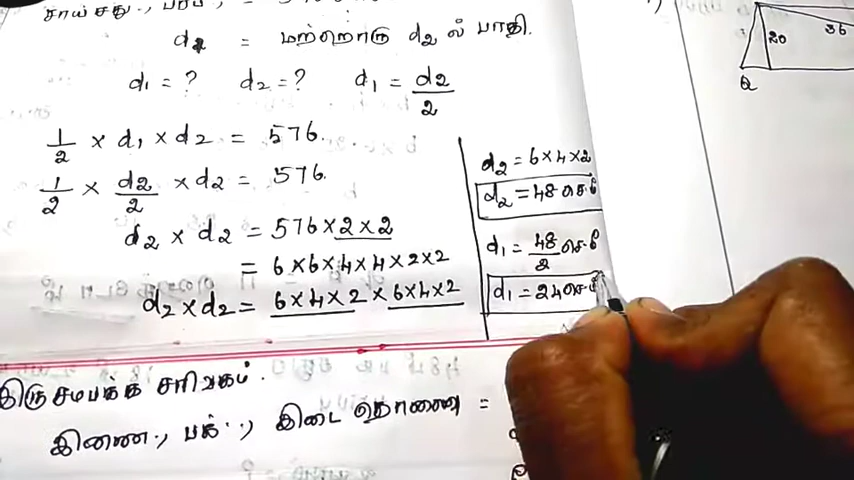 சாய்சது.,
d₂ = மற்றொரு d₂ ல் பாதி.
d₁ = ? d₂ = ? d₁ = d₂/2
1/2 × d₁ × d₂ = 576.
1/2 × d₂/2 × d₂ = 576.
d₂ × d₂ = 576 × 2 × 2
= 6 × 6 × 4 × 4 × 2 × 2
d₂ × d₂ = 6 × 4 × 2 × 6 × 4 × 2
d₂ = 6 × 4 × 2
d₂ = 48 செ.மீ
d₁ = 48/2 செ.மீ
d₁ = 24 செ.மீ
இருசமபக்க சரிவகம்.
இணை., பக்.., இடை தொலை =
20 36
Q